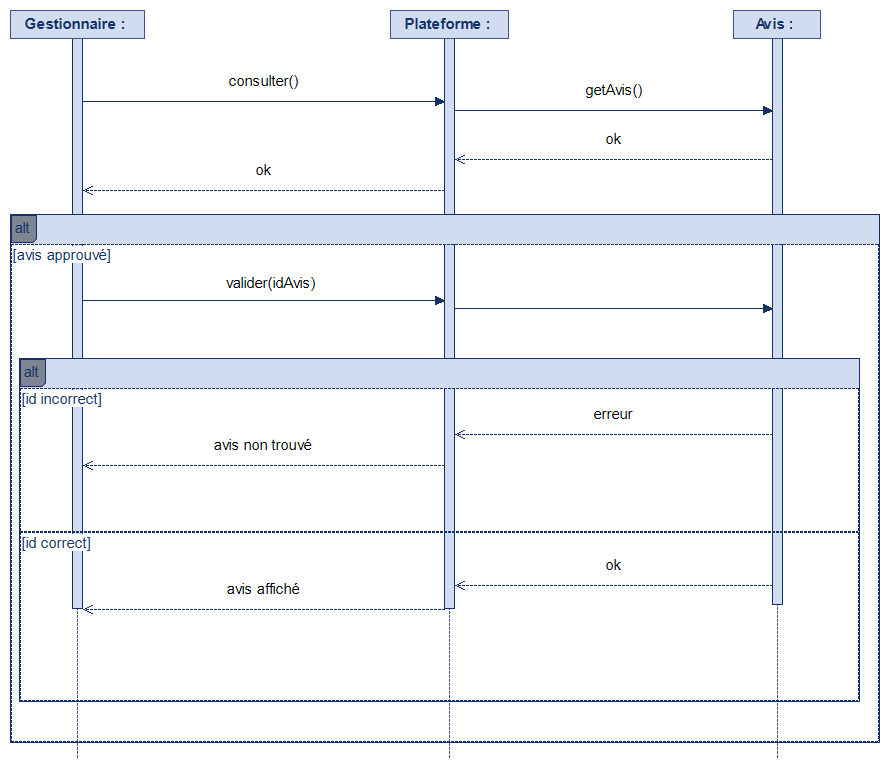 Gestionnaire :
Plateforme :
Avis :
consulter()
getAvis()
ok
ok
alt
[avis approuvé]
valider(idAvis)
alt
[id incorrect]
erreur
avis non trouvé
[id correct]
ok
avis affiché